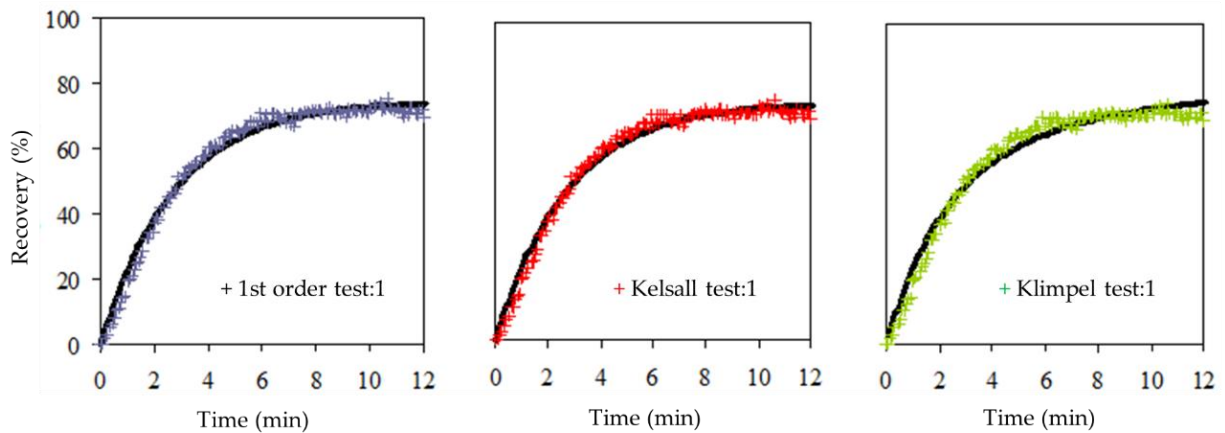 100
80
60
40
20
0
Recovery (%)
+ 1st order test:1
0 2 4 6 8 10 12
Time (min)
+ Kelsall test:1
0 2 4 6 8 10 12
Time (min)
+ Klimpel test:1
0 2 4 6 8 10 12
Time (min)